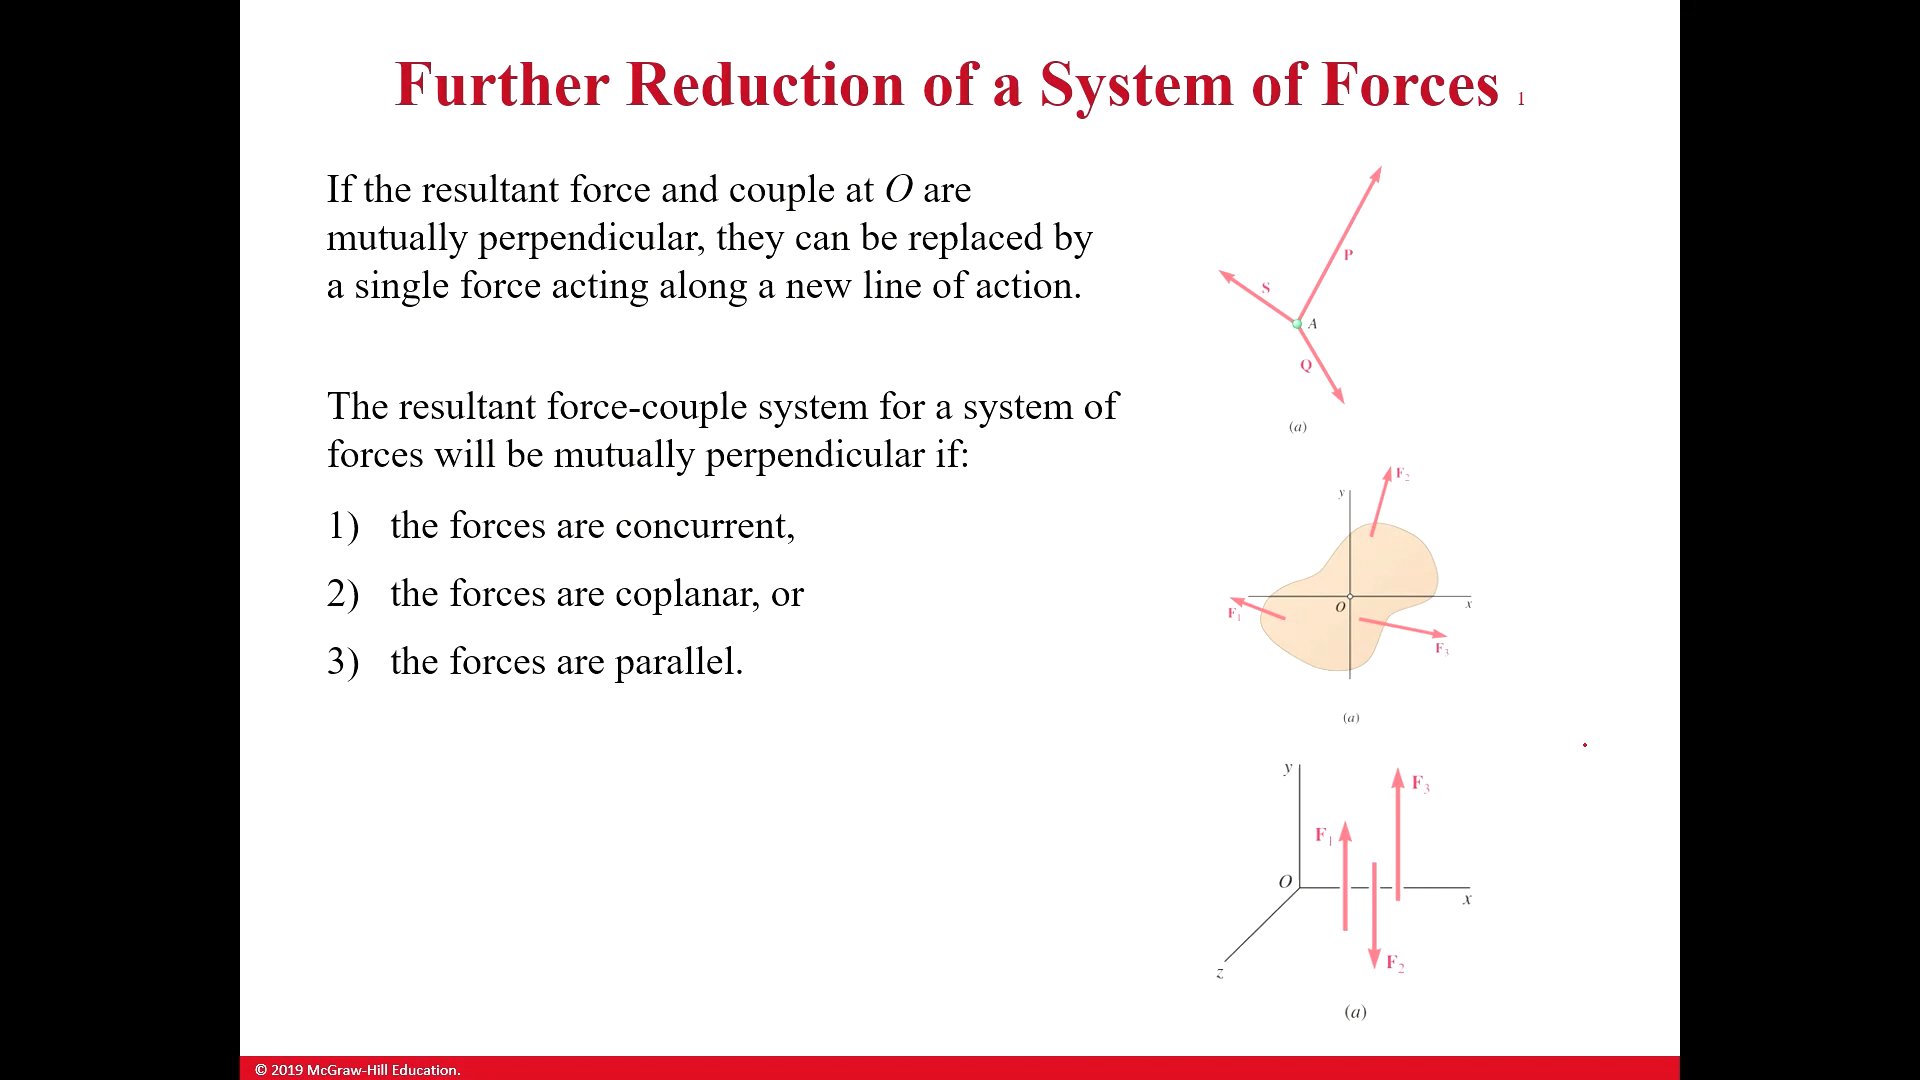 Further Reduction of a System of Forces 1
If the resultant force and couple at O are
mutually perpendicular, they can be replaced by
a single force acting along a new line of action.
The resultant force-couple system for a system of
forces will be mutually perpendicular if:
1) the forces are concurrent,
2) the forces are coplanar, or
3) the forces are parallel.
P
S
A
Q
(a)
F2
y
O
x
F1
F3
(a)
y
F3
F1
O
x
F2
z
(a)
© 2019 McGraw-Hill Education.